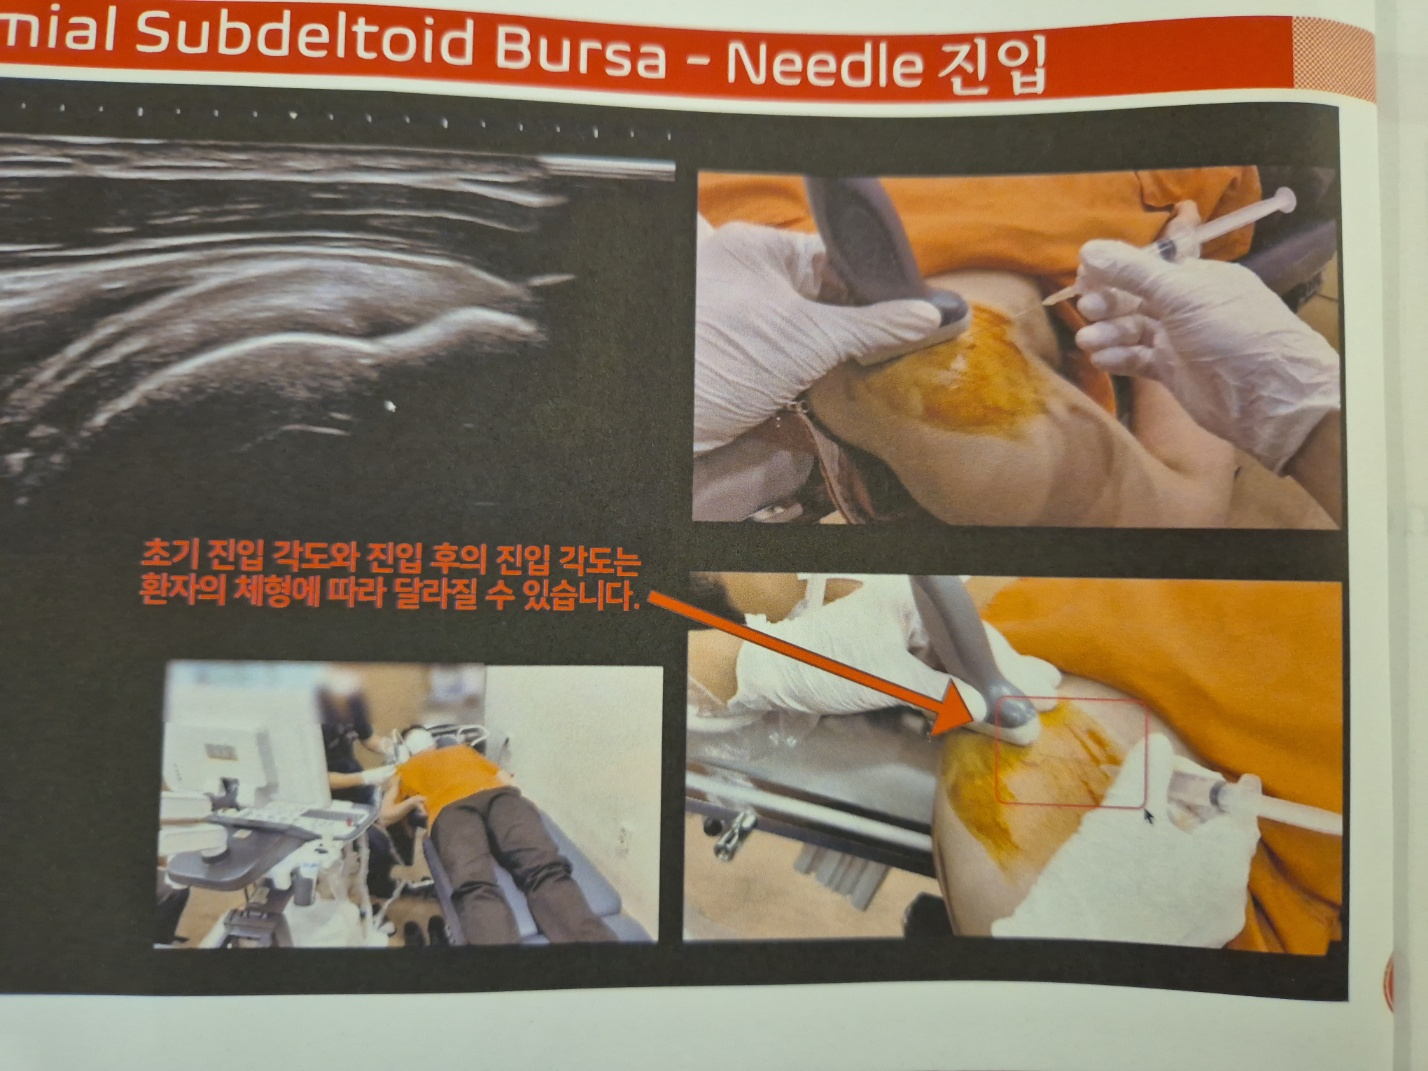 mial Subdeltoid Bursa - Needle 진입
초기 진입 각도와 진입 후의 진입 각도는
환자의 체형에 따라 달라질 수 있습니다.